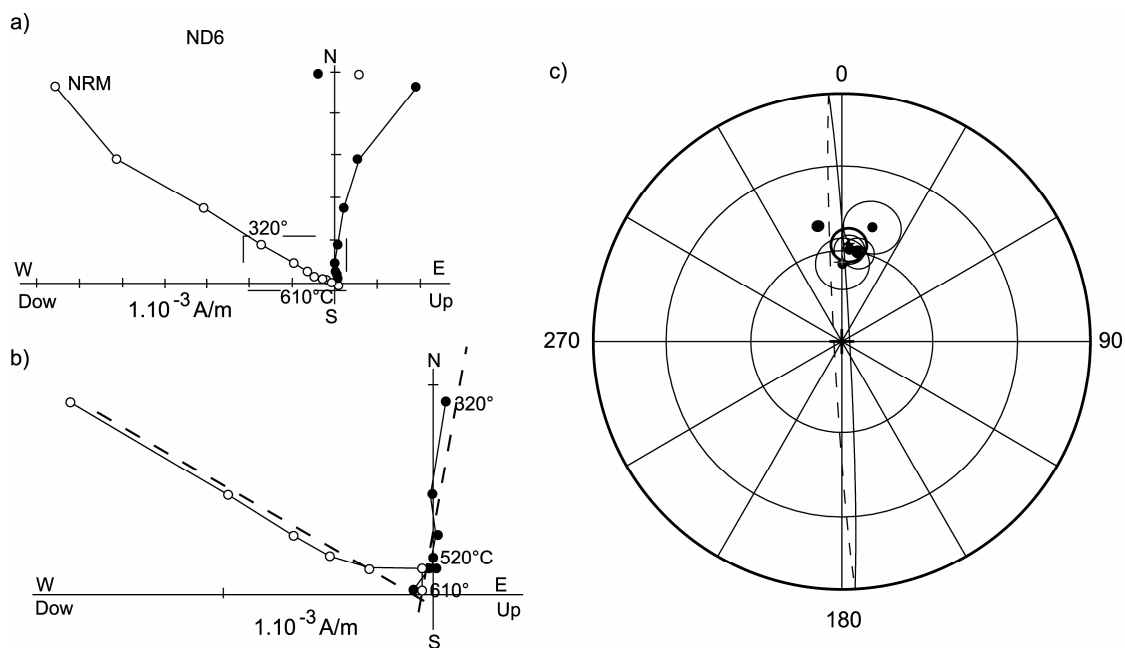 a)
ND6
N
NRM
320°
W
E
Dow
1.10⁻³ A/m
610°C
S
Up
b)
N
320°
520°C
W
610°
E
Dow
1.10⁻³ A/m
Up
S
c)
0
270
90
180